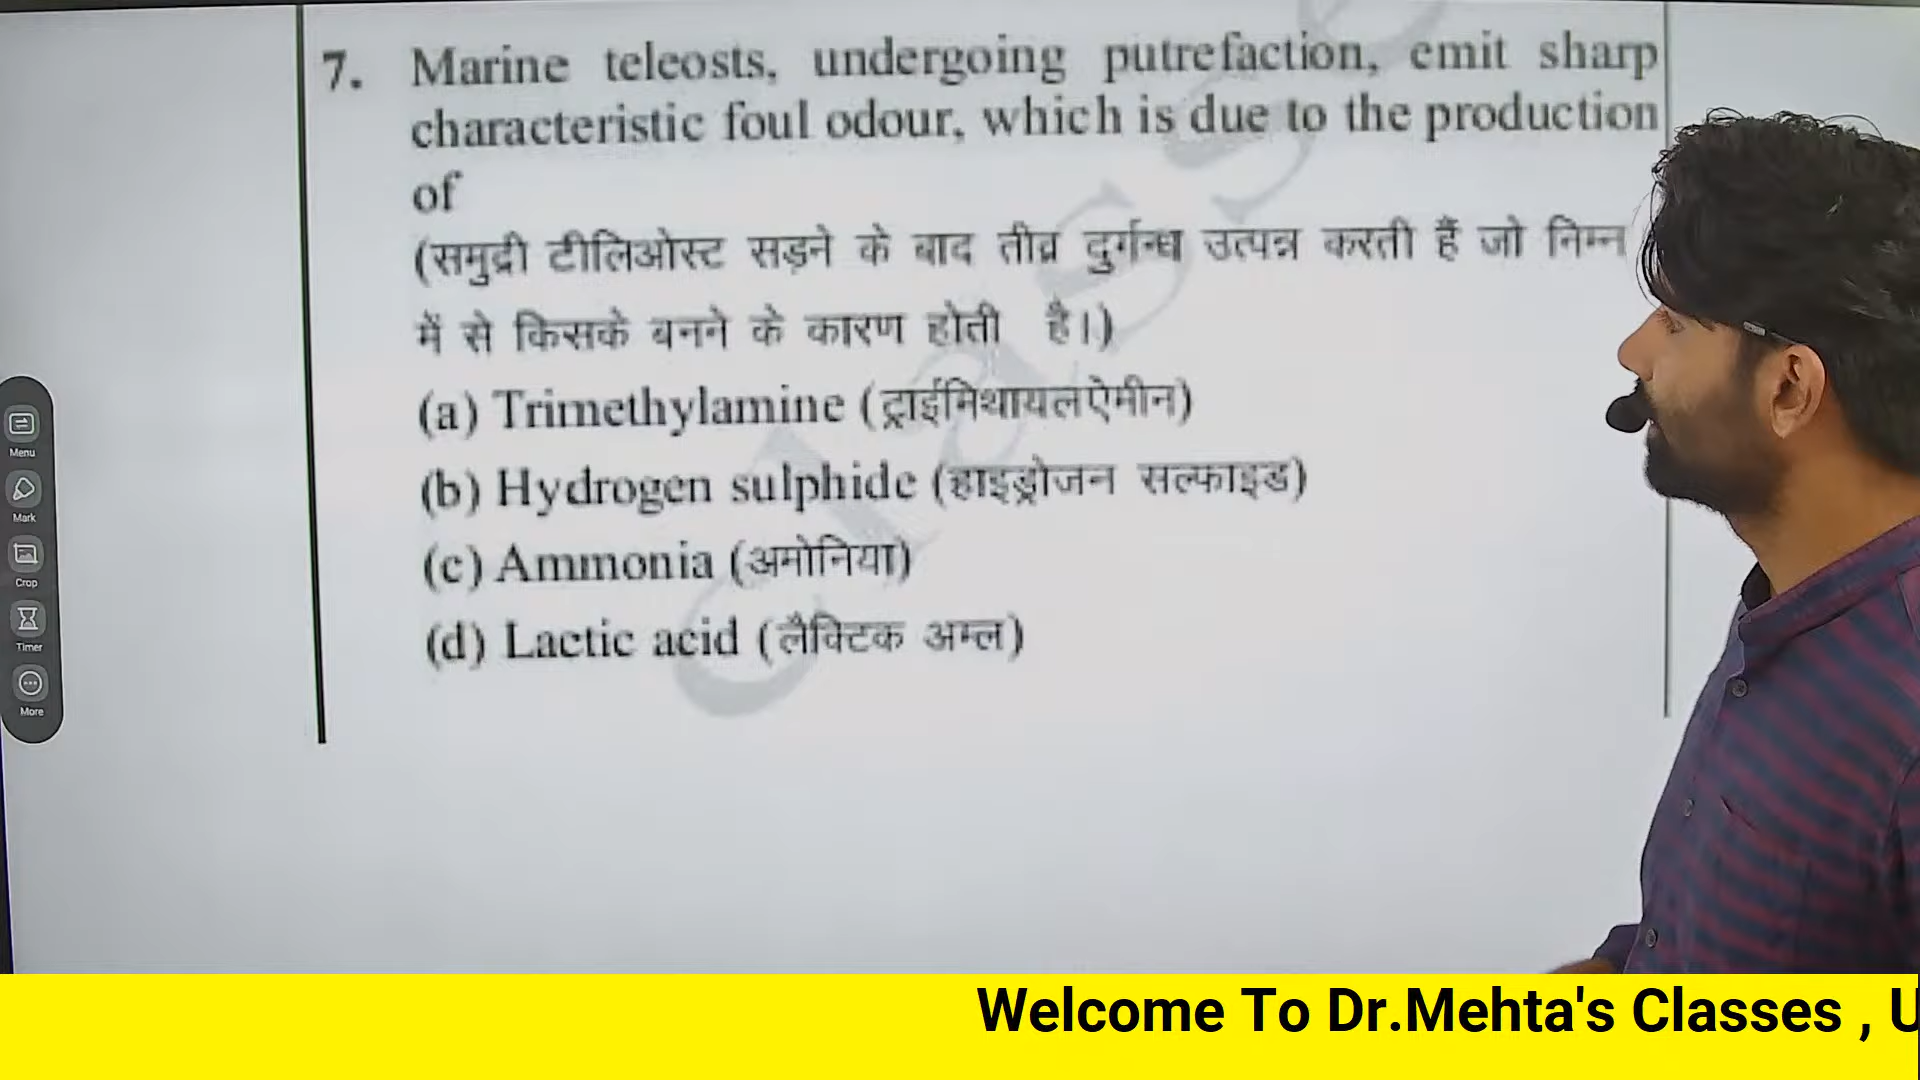 7. Marine teleosts, undergoing putrefaction, emit sharp
characteristic foul odour, which is due to the production
of
(समुद्री टीलिओस्ट सड़ने के बाद तीव्र दुर्गन्ध उत्पन्न करती हैं जो निम्न
में से किसके बनने के कारण होती है।)
(a) Trimethylamine (ट्राईमिथायलऐमीन)
(b) Hydrogen sulphide (हाइड्रोजन सल्फाइड)
(c) Ammonia (अमोनिया)
(d) Lactic acid (लैक्टिक अम्ल)
Menu
Mark
Crop
Timer
More
Welcome To Dr.Mehta's Classes , U